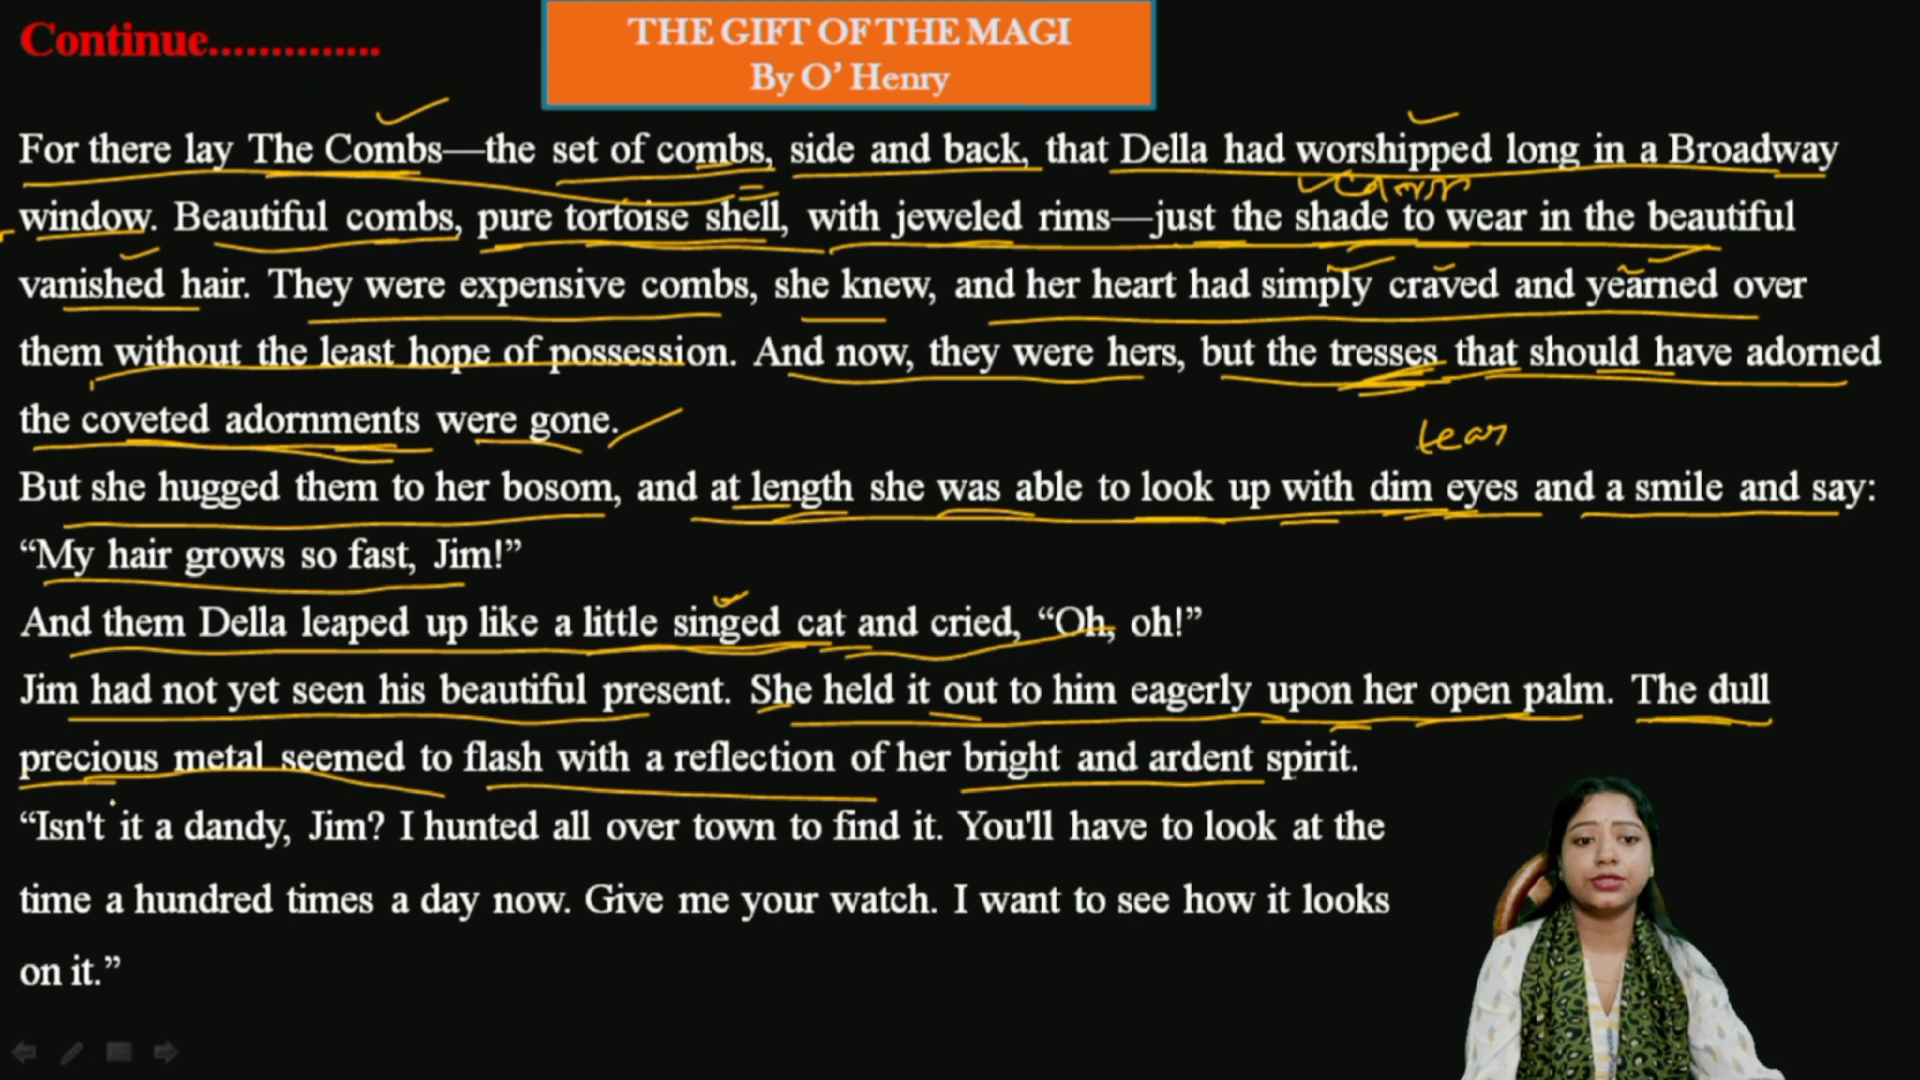 Continue..............
THE GIFT OF THE MAGI
By O’ Henry
For there lay The Combs—the set of combs, side and back, that Della had worshipped long in a Broadway
window. Beautiful combs, pure tortoise shell, with jeweled rims—just the shade to wear in the beautiful
vanished hair. They were expensive combs, she knew, and her heart had simply craved and yearned over
them without the least hope of possession. And now, they were hers, but the tresses that should have adorned
the coveted adornments were gone.
tear
But she hugged them to her bosom, and at length she was able to look up with dim eyes and a smile and say:
“My hair grows so fast, Jim!”
And them Della leaped up like a little singed cat and cried, “Oh, oh!”
Jim had not yet seen his beautiful present. She held it out to him eagerly upon her open palm. The dull
precious metal seemed to flash with a reflection of her bright and ardent spirit.
“Isn't it a dandy, Jim? I hunted all over town to find it. You'll have to look at the
time a hundred times a day now. Give me your watch. I want to see how it looks
on it.”